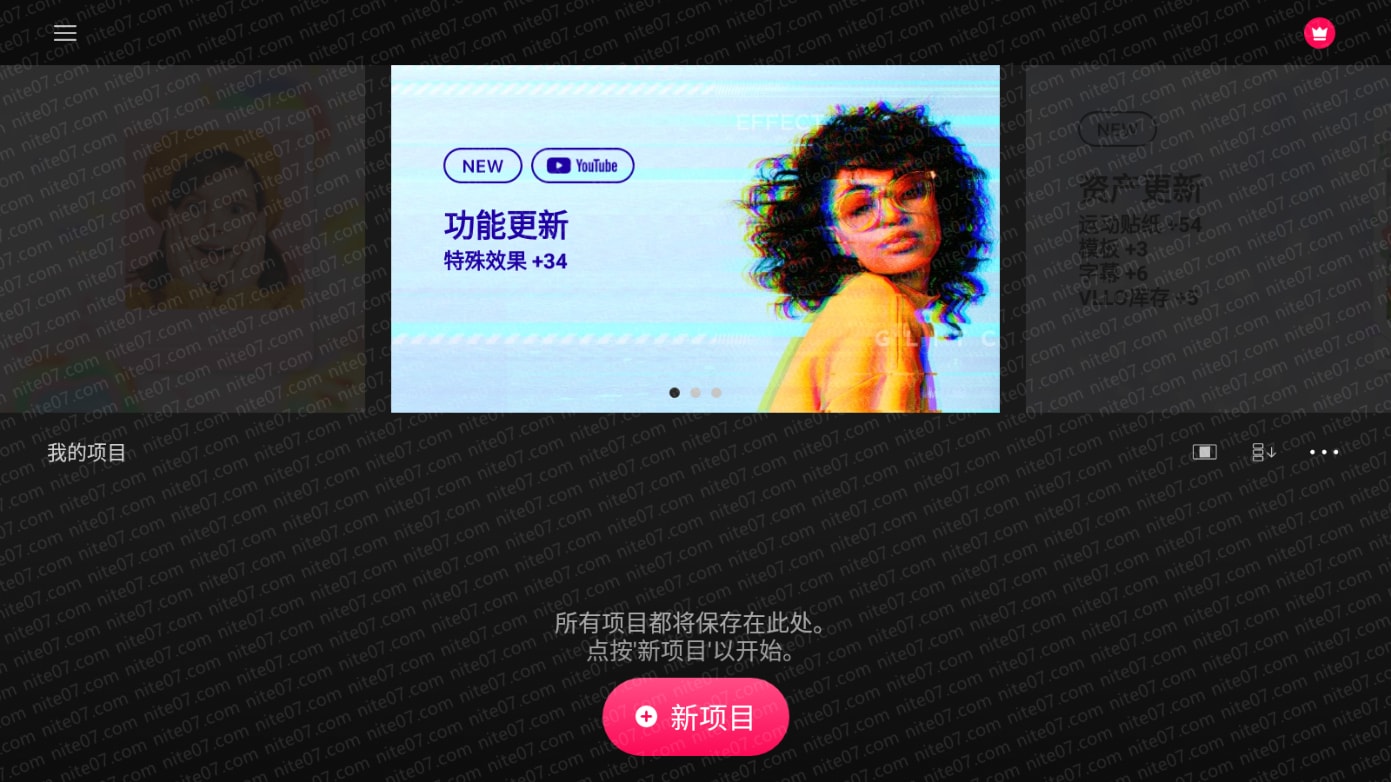 NEW
YouTube
功能更新
特殊效果 +34
EFFECT
NEW
资产更新
运动贴纸 +54
模板 +3
字幕 +6
VLLO库存 +5
我的项目
所有项目都将保存在此处。
点按'新项目'以开始。
新项目
nite07.com